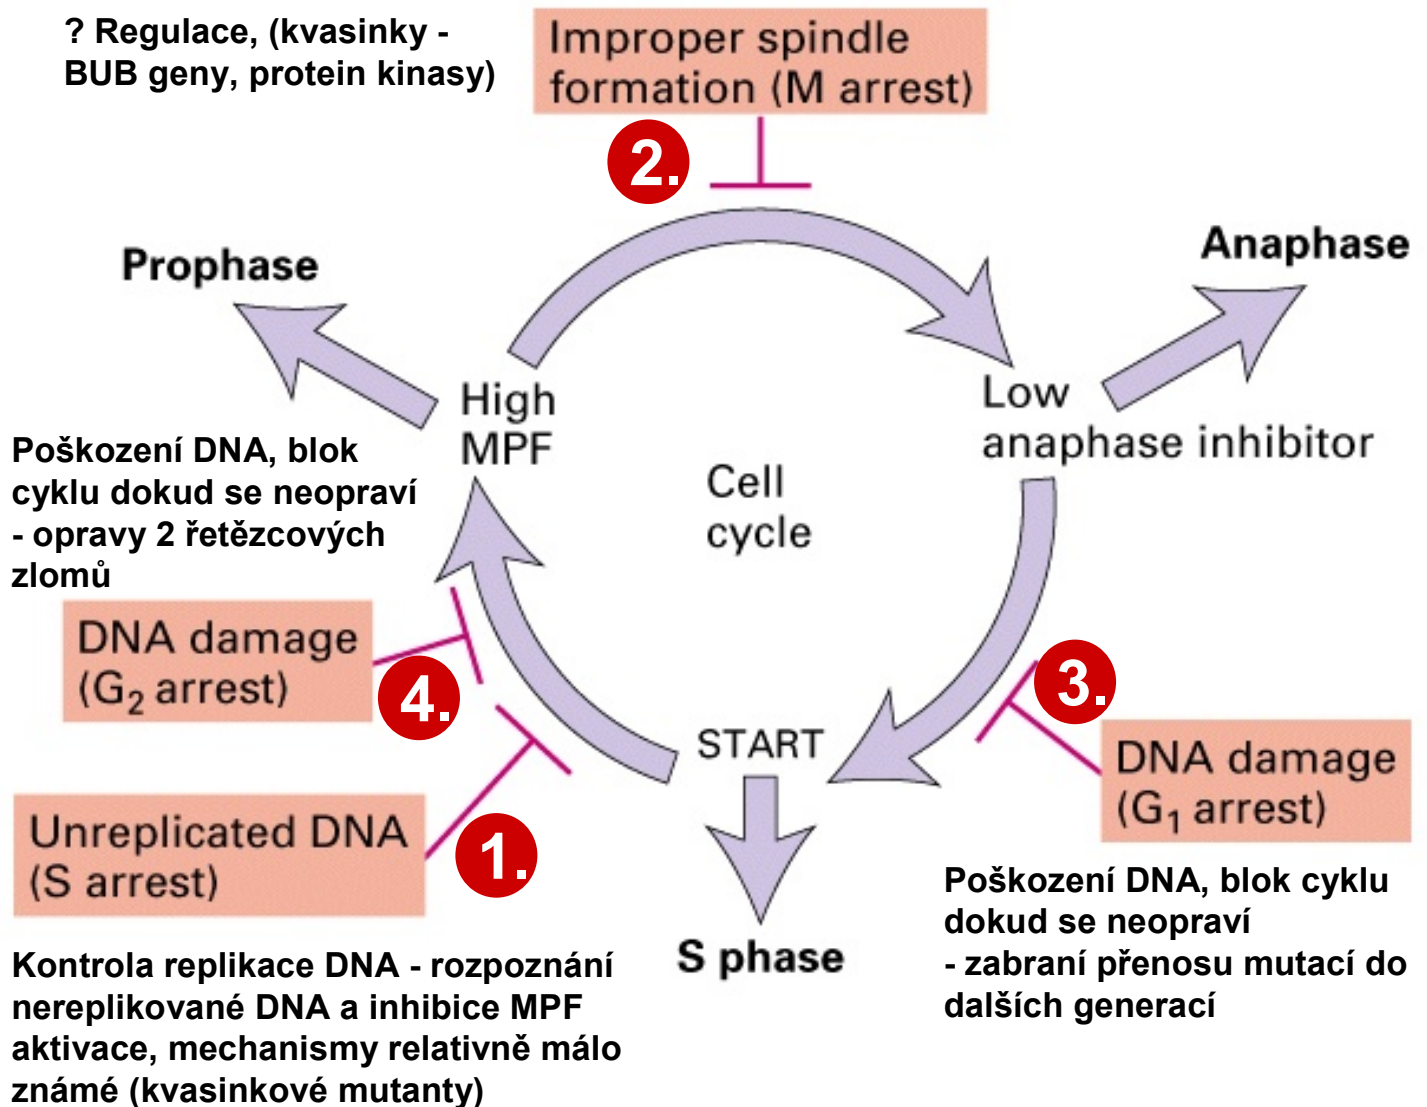 ? Regulace, (kvasinky -
BUB geny, protein kinasy)
Improper spindle
formation (M arrest)
2.
Prophase
Anaphase
High
MPF
Low
anaphase inhibitor
Poškození DNA, blok
cyklu dokud se neopraví
- opravy 2 řetězcových
zlomů
Cell
cycle
DNA damage
(G₂ arrest)
4.
3.
START
DNA damage
(G₁ arrest)
Unreplicated DNA
(S arrest)
1.
Poškození DNA, blok cyklu
dokud se neopraví
- zabraní přenosu mutací do
dalších generací
S phase
Kontrola replikace DNA - rozpoznání
nereplikované DNA a inhibice MPF
aktivace, mechanismy relativně málo
známé (kvasinkové mutanty)